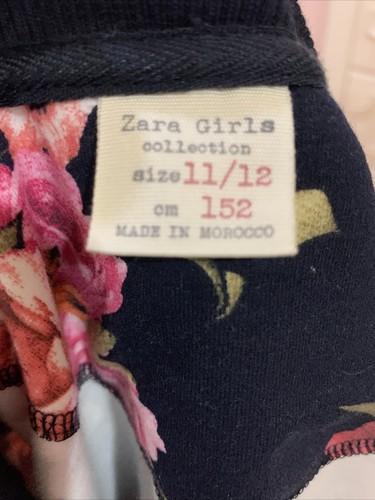 Zara Girls
collection
size 11/12
cm 152
MADE IN MOROCCO